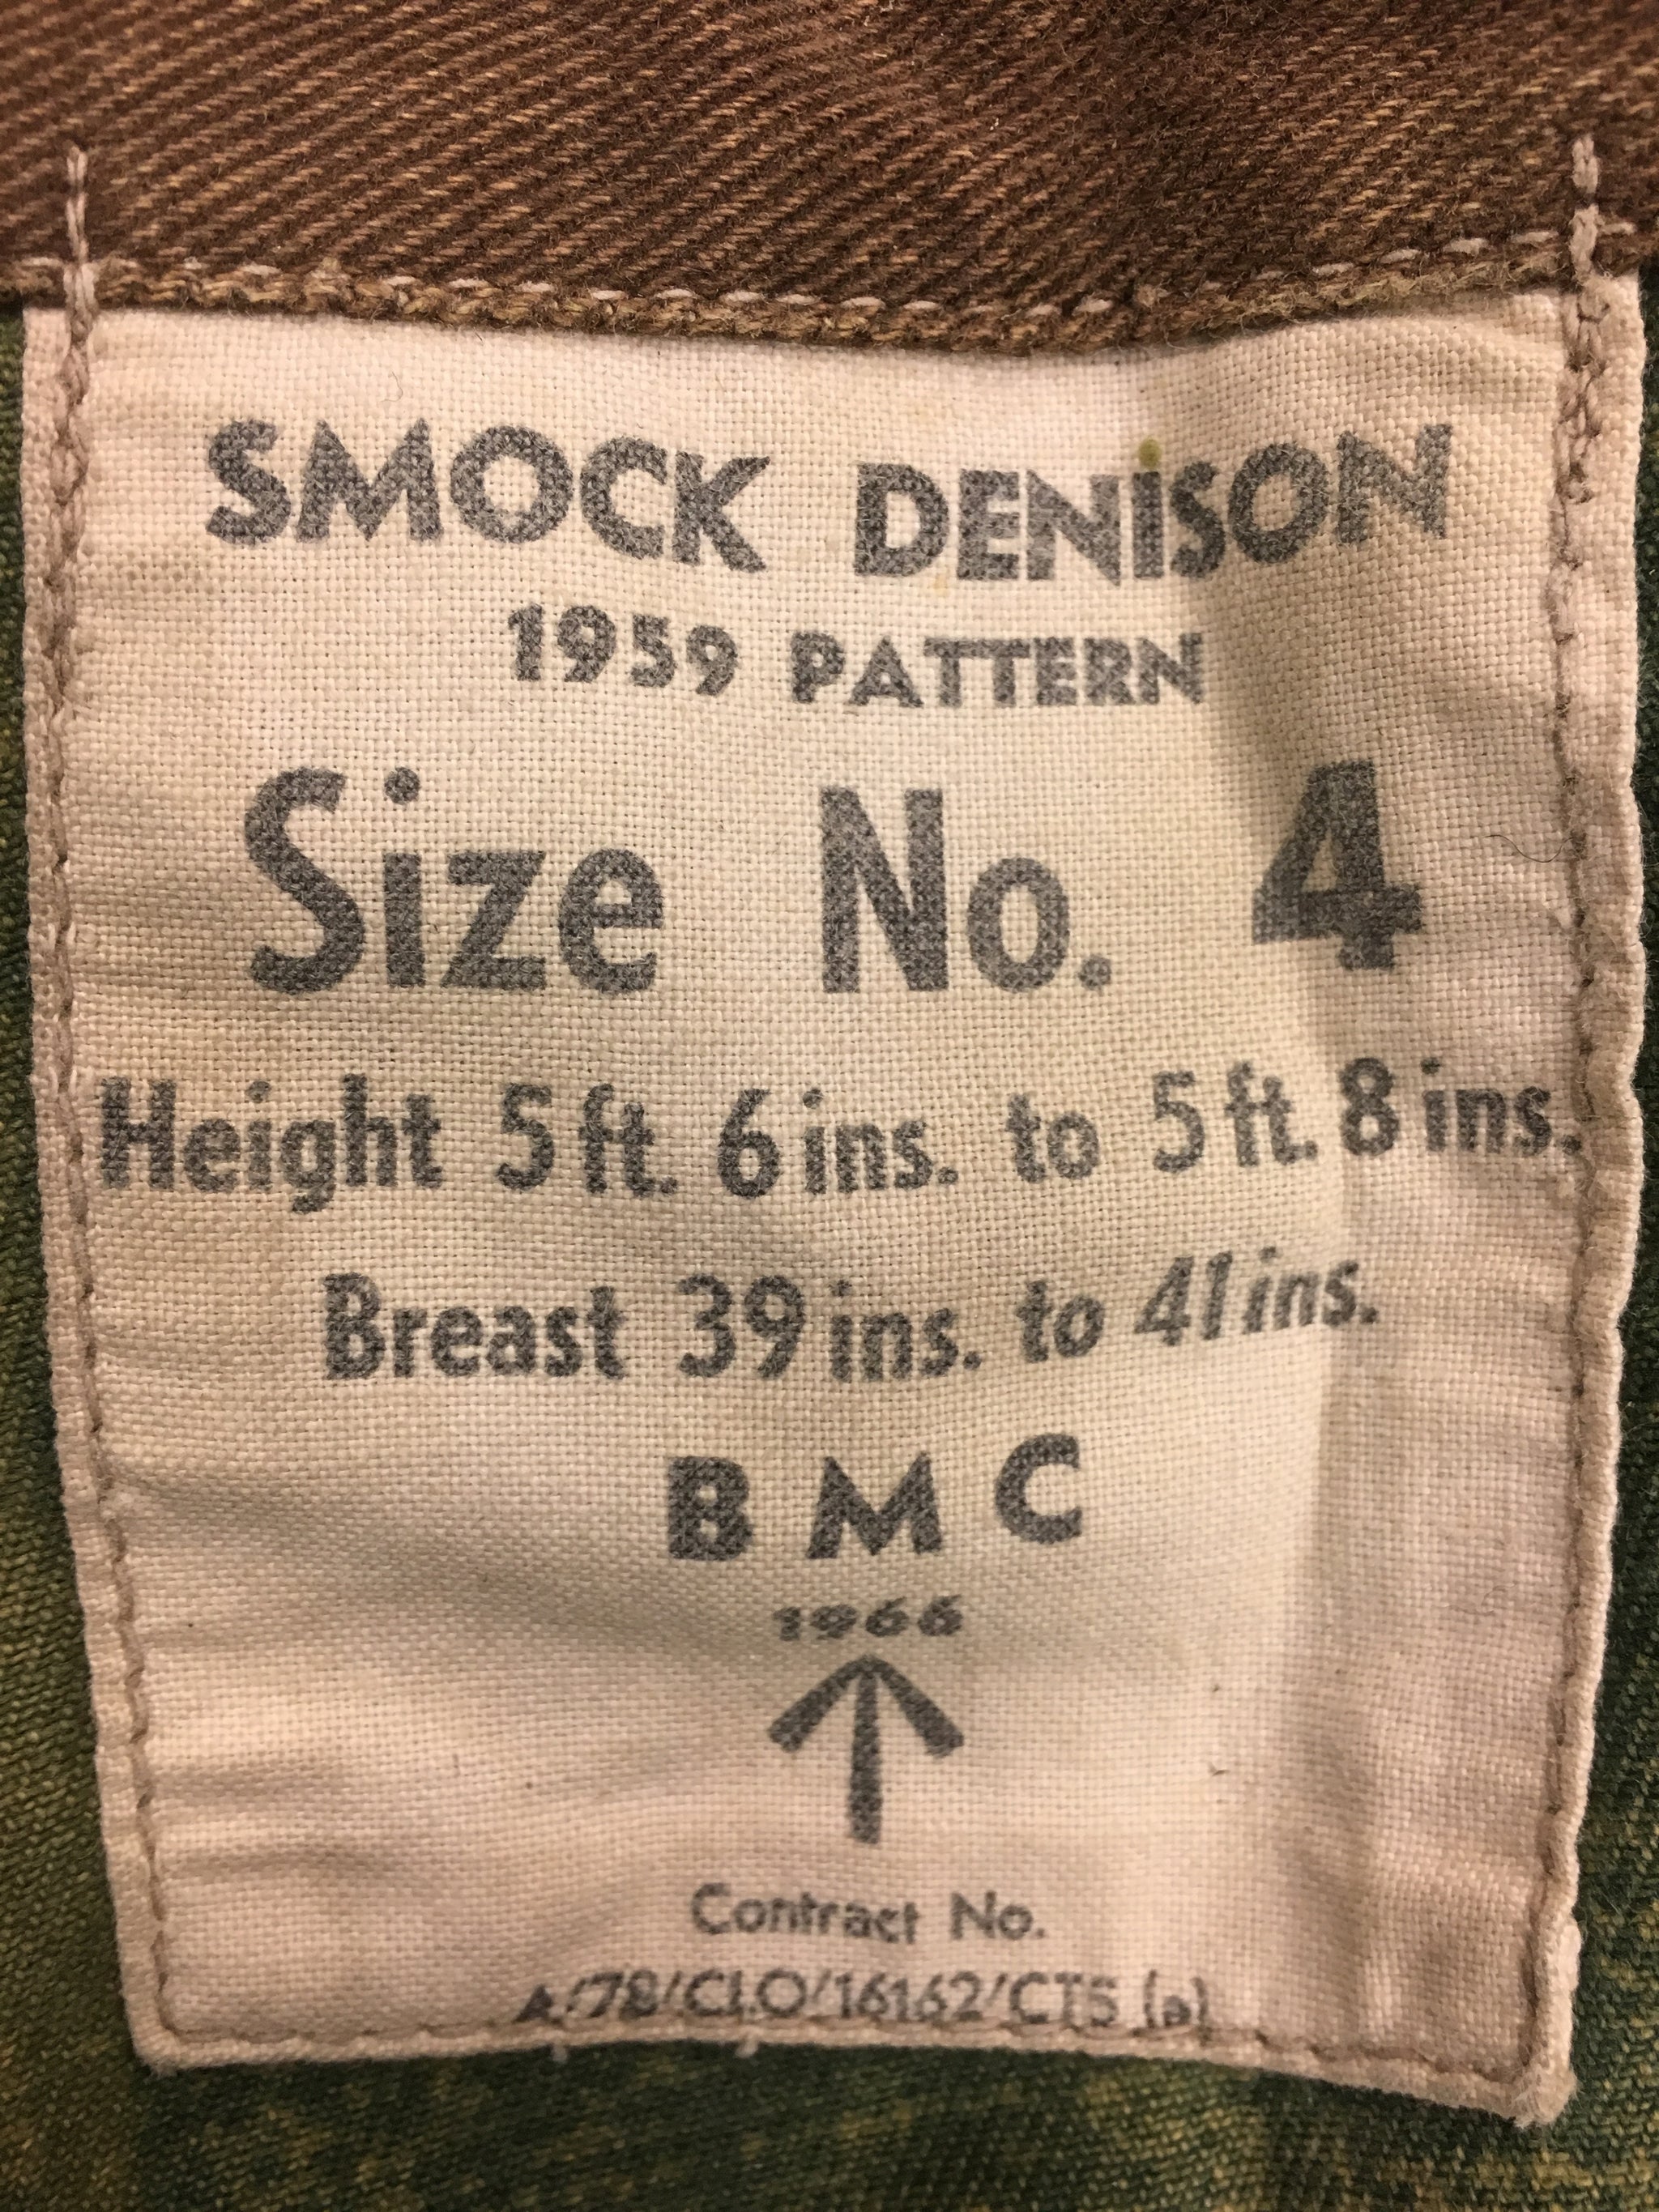 SMOCK DENiSON
1959 PATTERN
Size No. 4
Height 5 ft. 6 ins. to 5 ft. 8 ins.
Breast 39 ins. to 41 ins.
B M C
1966
Contract No.
A/78/CLO/16162/CTS (a)